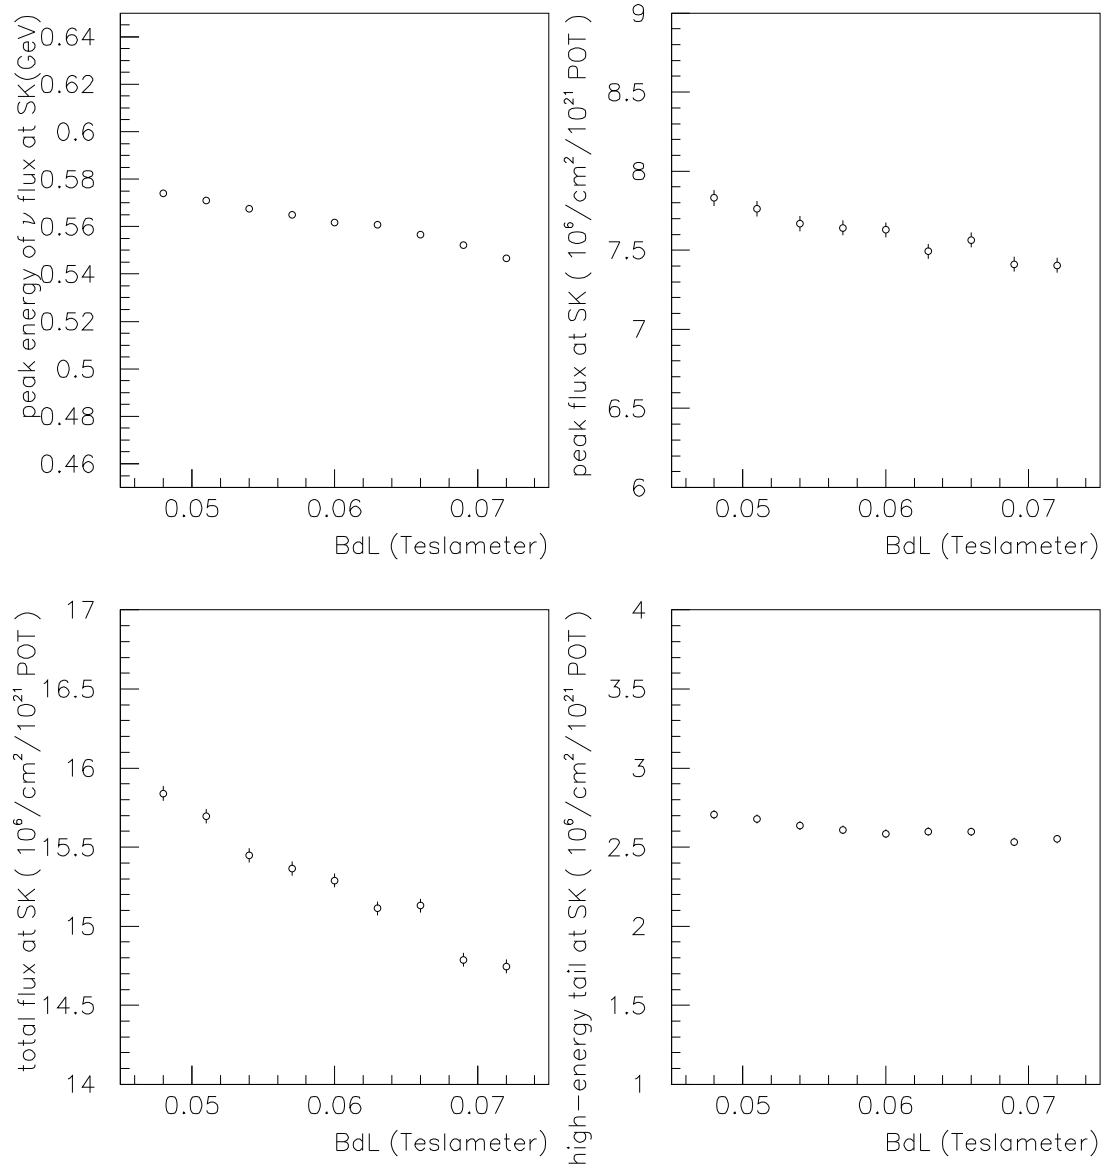 peak energy of ν flux at SK(GeV)
0.64
0.62
0.6
0.58
0.56
0.54
0.52
0.5
0.48
0.46
0.05 0.06 0.07
BdL (Teslameter)
peak flux at SK ( 10⁶/cm²/10²¹ POT )
9
8.5
8
7.5
7
6.5
6
0.05 0.06 0.07
BdL (Teslameter)
total flux at SK ( 10⁶/cm²/10²¹ POT )
17
16.5
16
15.5
15
14.5
14
0.05 0.06 0.07
BdL (Teslameter)
high−energy tail at SK ( 10⁶/cm²/10²¹ POT )
4
3.5
3
2.5
2
1.5
1
0.05 0.06 0.07
BdL (Teslameter)